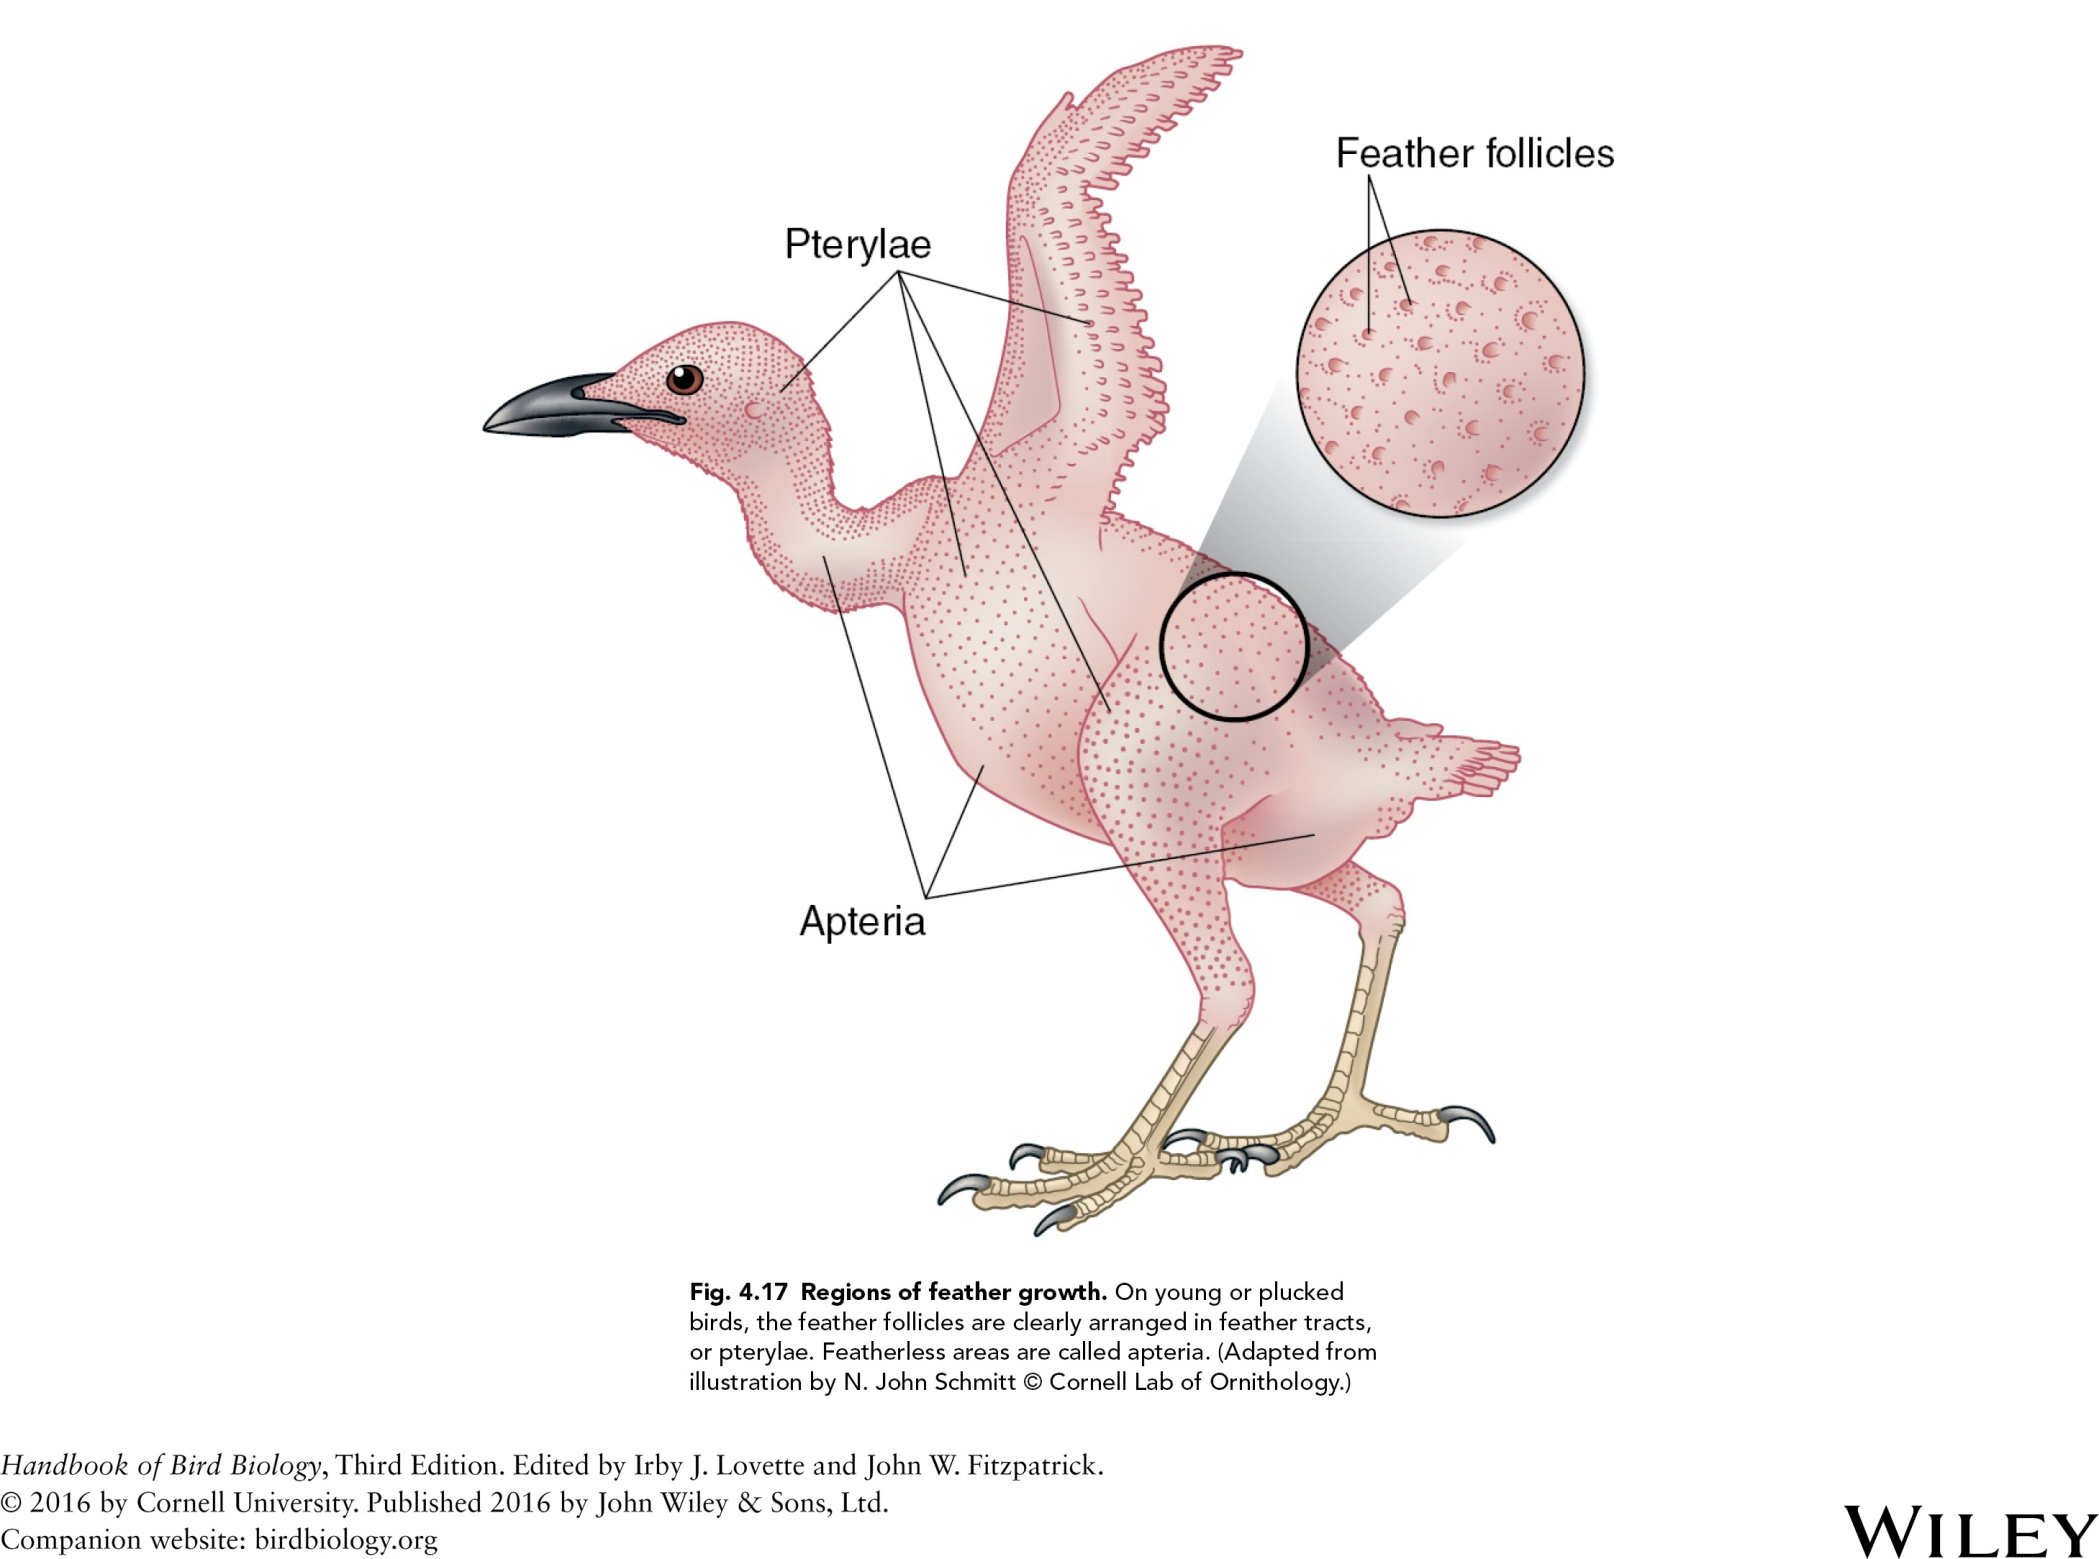 Feather follicles
Pterylae
Apteria
Fig. 4.17 Regions of feather growth. On young or plucked
birds, the feather follicles are clearly arranged in feather tracts,
or pterylae. Featherless areas are called apteria. (Adapted from
illustration by N. John Schmitt © Cornell Lab of Ornithology.)
Handbook of Bird Biology, Third Edition. Edited by Irby J. Lovette and John W. Fitzpatrick.
© 2016 by Cornell University. Published 2016 by John Wiley & Sons, Ltd.
Companion website: birdbiology.org
WILEY